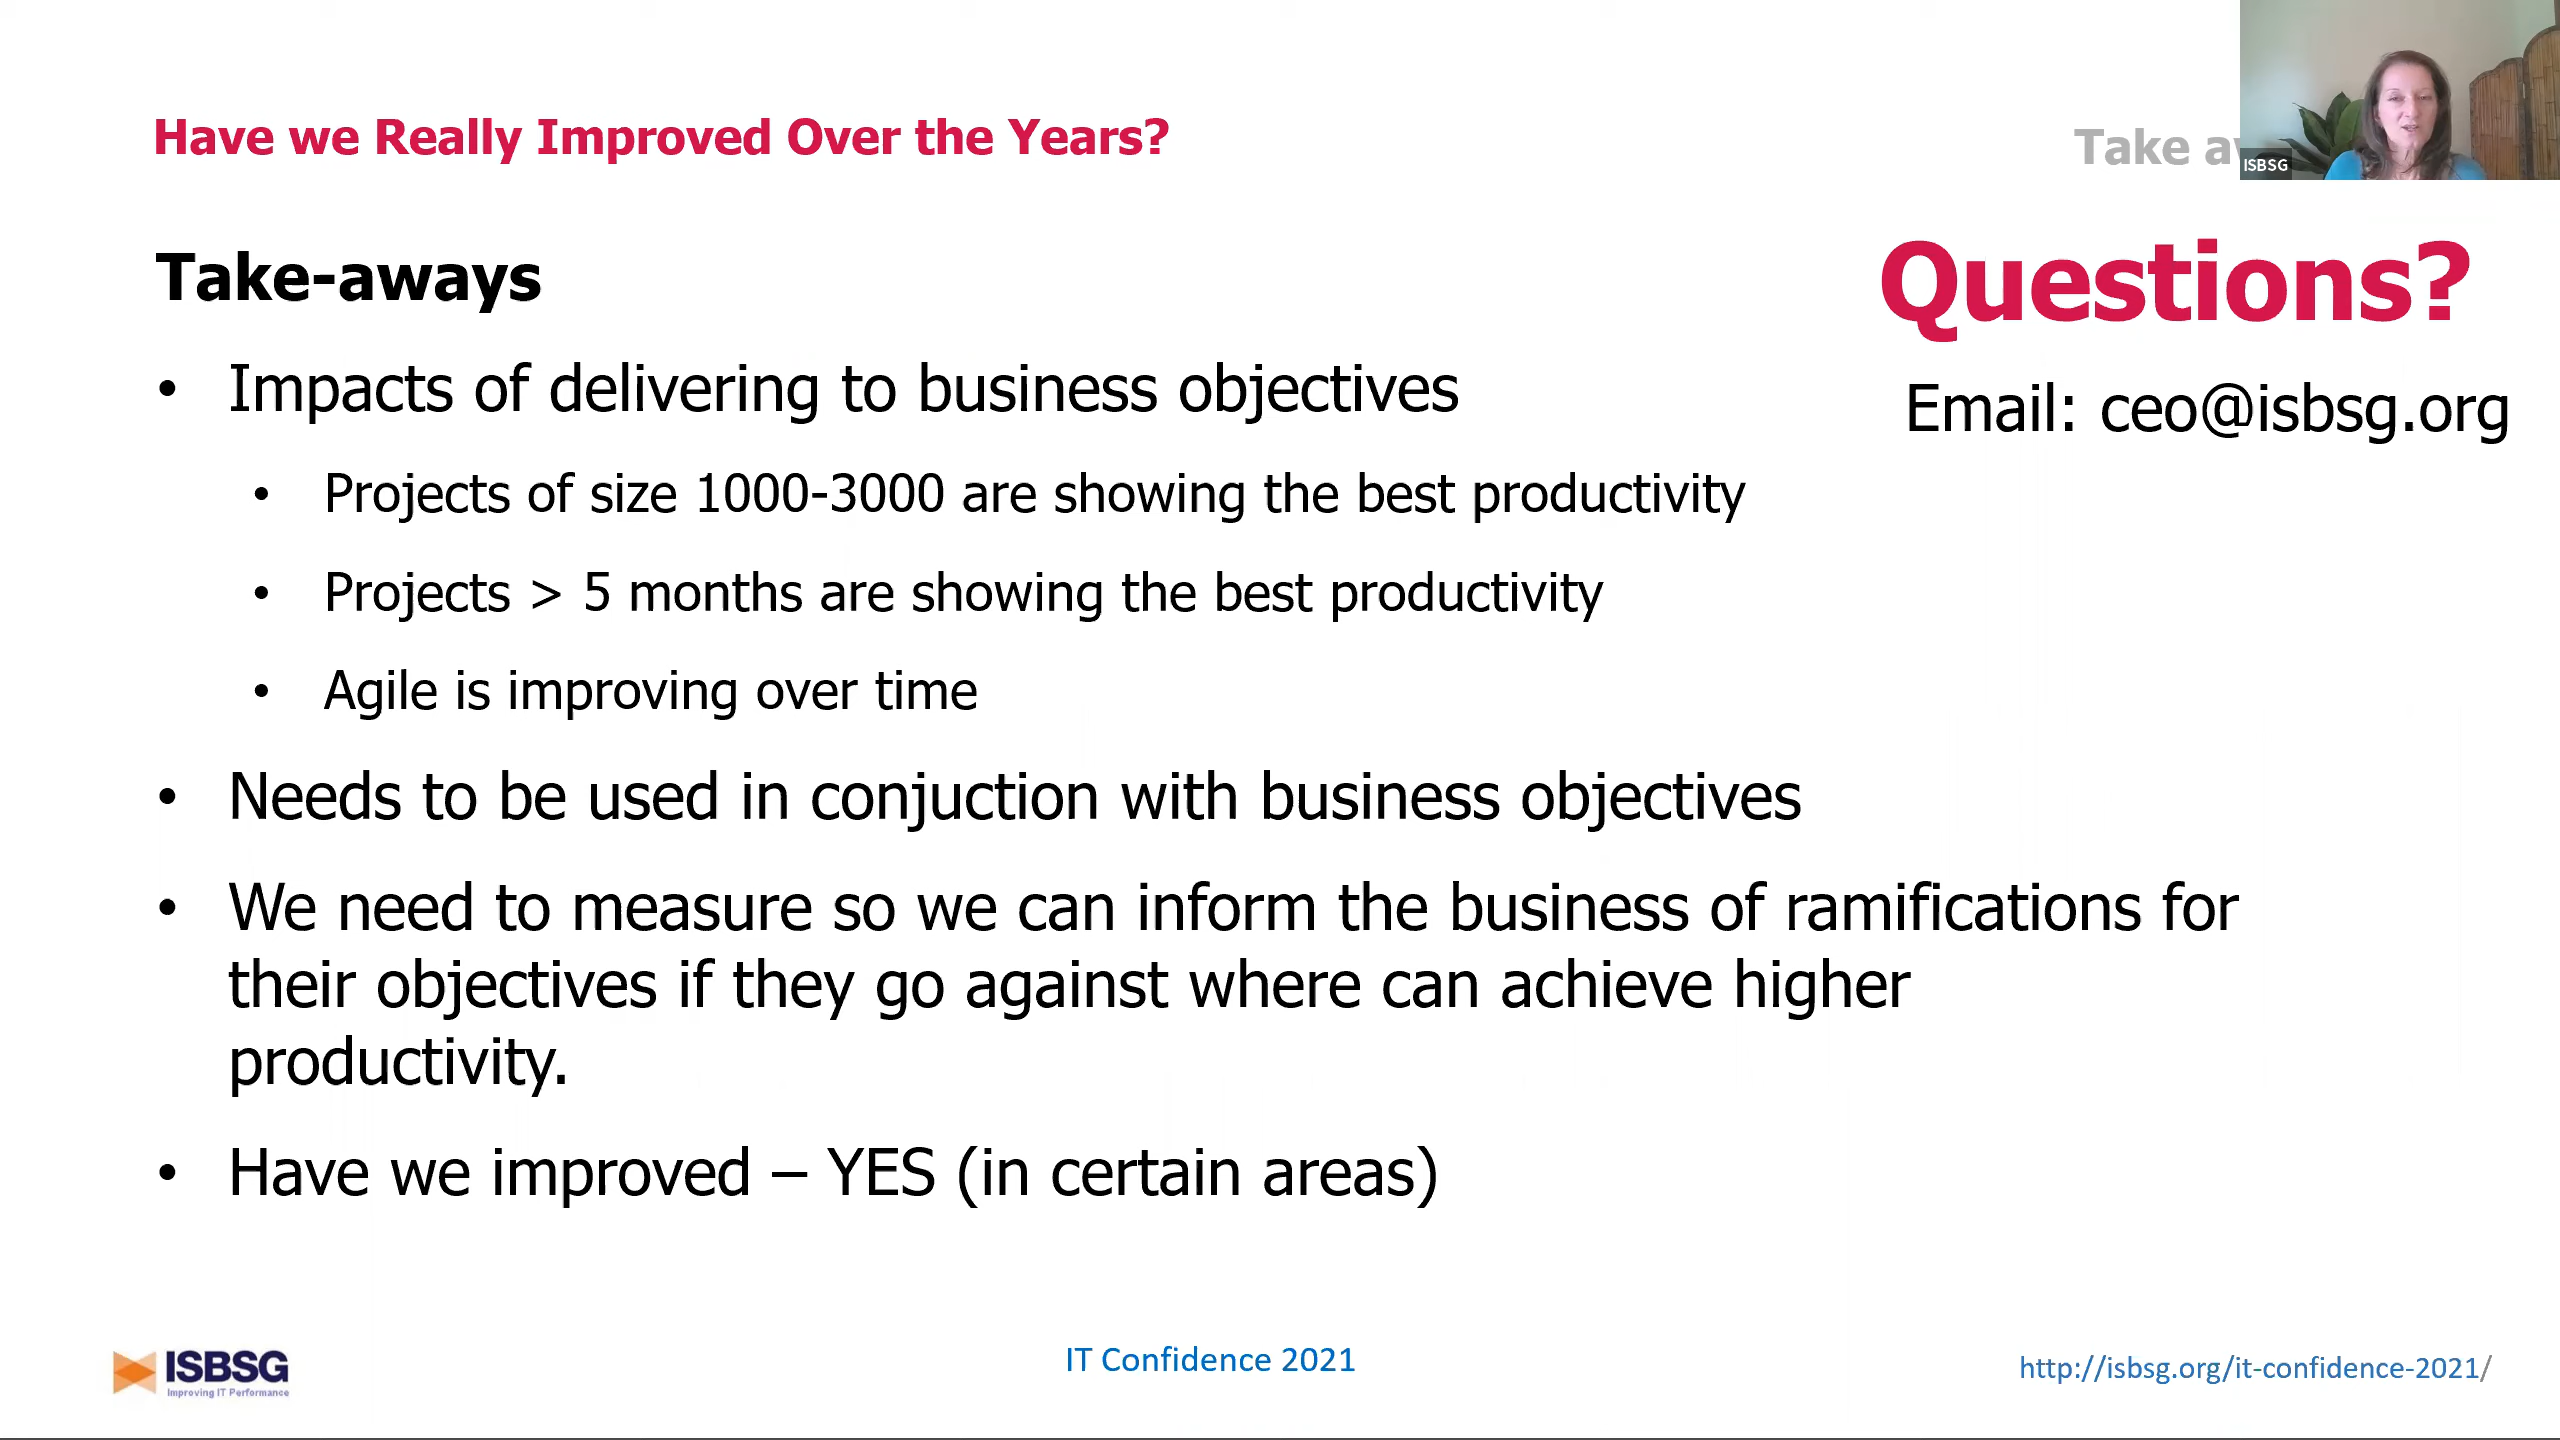 Have we Really Improved Over the Years?
Take
ISBSG
Take-aways
Questions?
Email: ceo@isbsg.org
• Impacts of delivering to business objectives
• Projects of size 1000-3000 are showing the best productivity
• Projects > 5 months are showing the best productivity
• Agile is improving over time
• Needs to be used in conjuction with business objectives
• We need to measure so we can inform the business of ramifications for
their objectives if they go against where can achieve higher
productivity.
• Have we improved – YES (in certain areas)
ISBSG
Improving IT Performance
IT Confidence 2021
http://isbsg.org/it-confidence-2021/